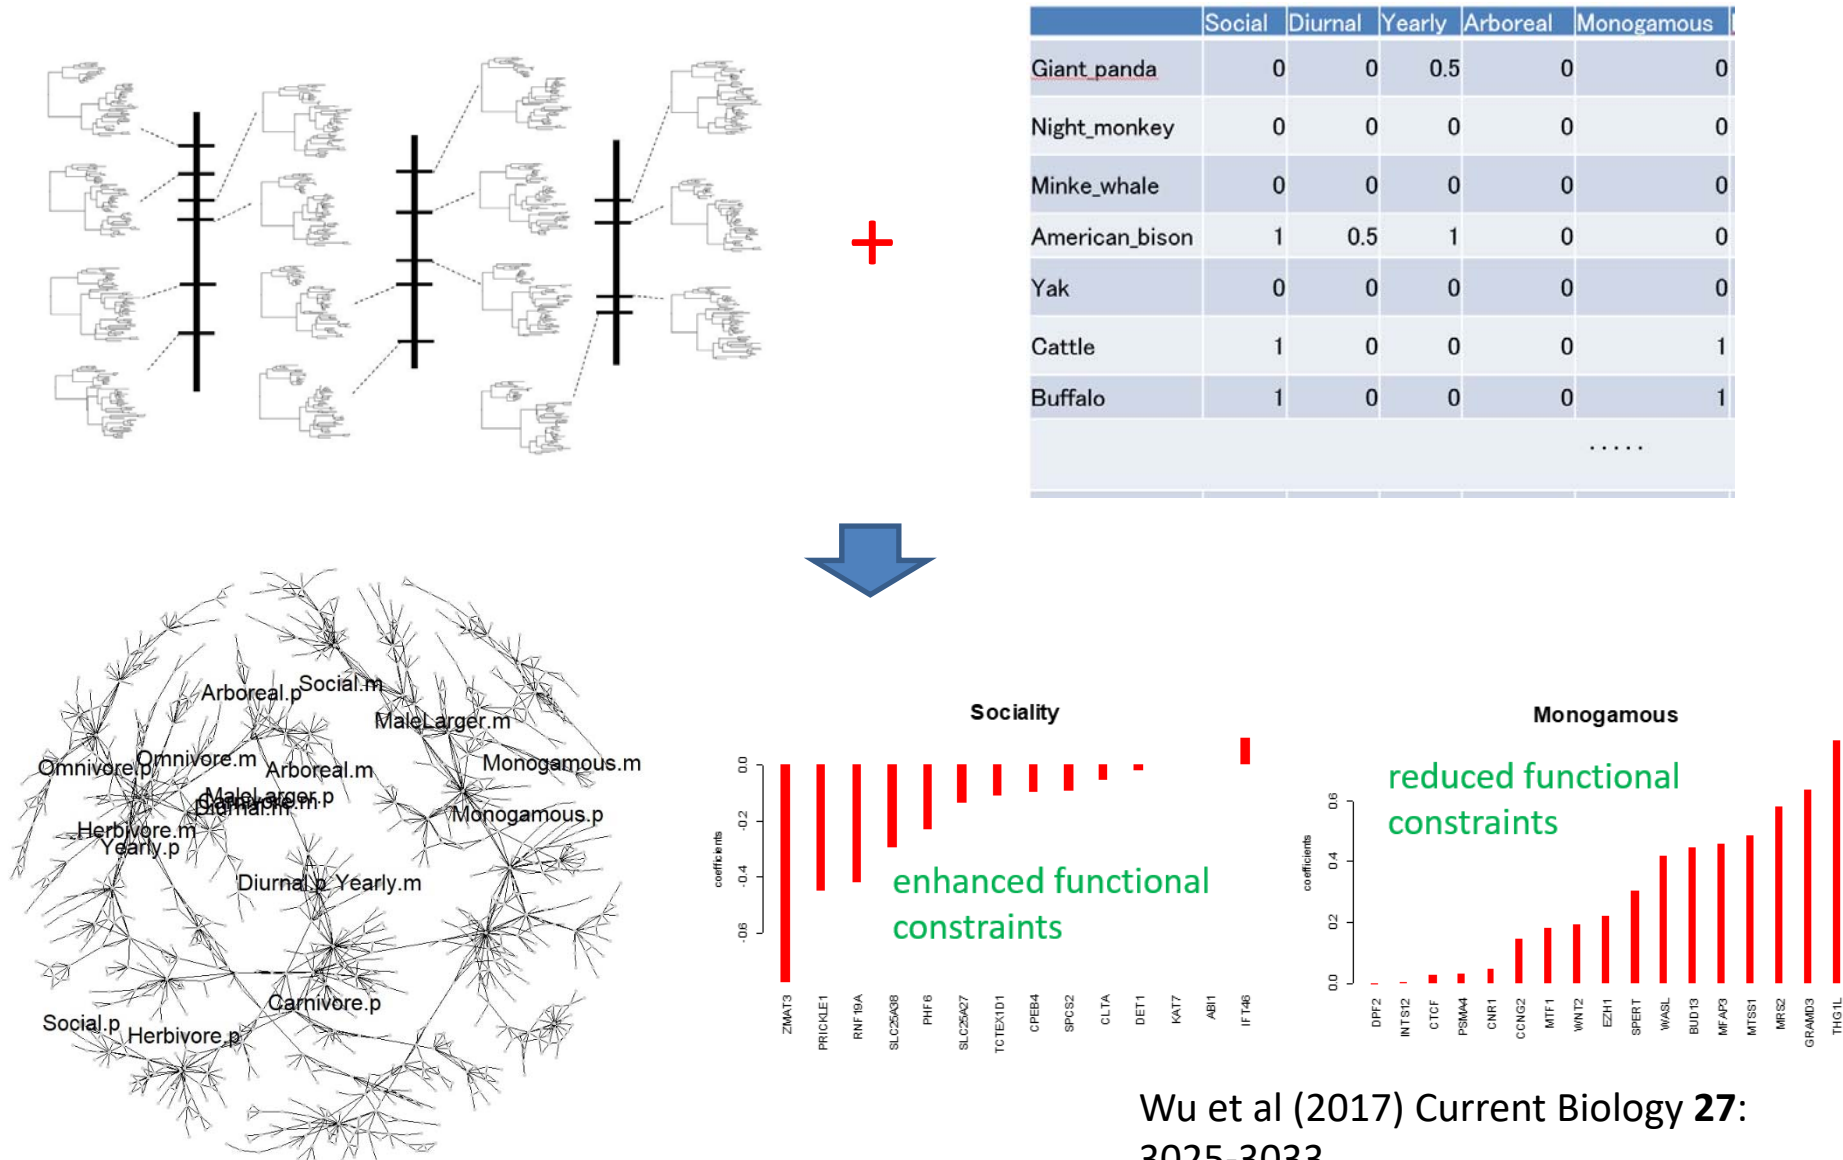 Social Diurnal Yearly Arboreal Monogamous
Giant_panda 0 0 0.5 0 0
Night_monkey 0 0 0 0 0
Minke_whale 0 0 0 0 0
American_bison 1 0.5 1 0 0
Yak 0 0 0 0 0
Cattle 1 0 0 0 1
Buffalo 1 0 0 0 1
.....
+
Arboreal.p
Social.m
MaleLarger.m
Omnivore.p
Omnivore.m
Arboreal.m
Monogamous.m
MaleLarger.p
Carnivore.m
Diurnal.m
Monogamous.p
Herbivore.m
Yearly.p
Diurnal.p
Yearly.m
Carnivore.p
Social.p
Herbivore.p
Sociality
coefficients
0.0
-0.2
-0.4
-0.6
enhanced functional
constraints
ZMAT3
PRICKLE1
RNF19A
SLC25A38
PHF6
SLC25A27
TCTEX1D1
CPEB4
SPCS2
CLTA
DET1
KAT7
ABI1
IFT46
Monogamous
reduced functional
constraints
coefficients
0.6
0.4
0.2
0.0
DPF2
INTS12
CTCF
PSMA4
CNR1
CCNG2
MTF1
WNT2
EZH1
SPERT
WASL
BUD13
MFAP3
MTSS1
MRS2
GRAMD3
THG1L
Wu et al (2017) Current Biology 27:
3025-3033